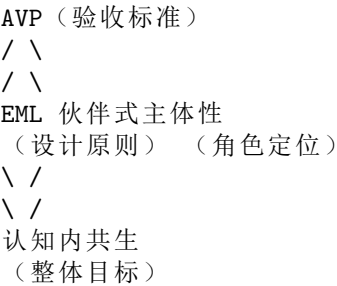 AVP（验收标准）
/ \
/ \
EML 伙伴式主体性
（设计原则） （角色定位）
\ /
\ /
认知内共生
（整体目标）